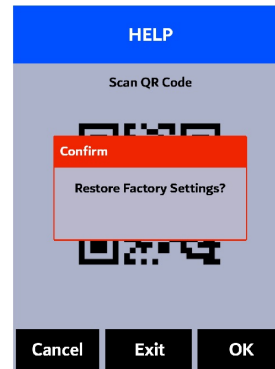 HELP
Scan QR Code
Confirm
Restore Factory Settings?
Cancel Exit OK